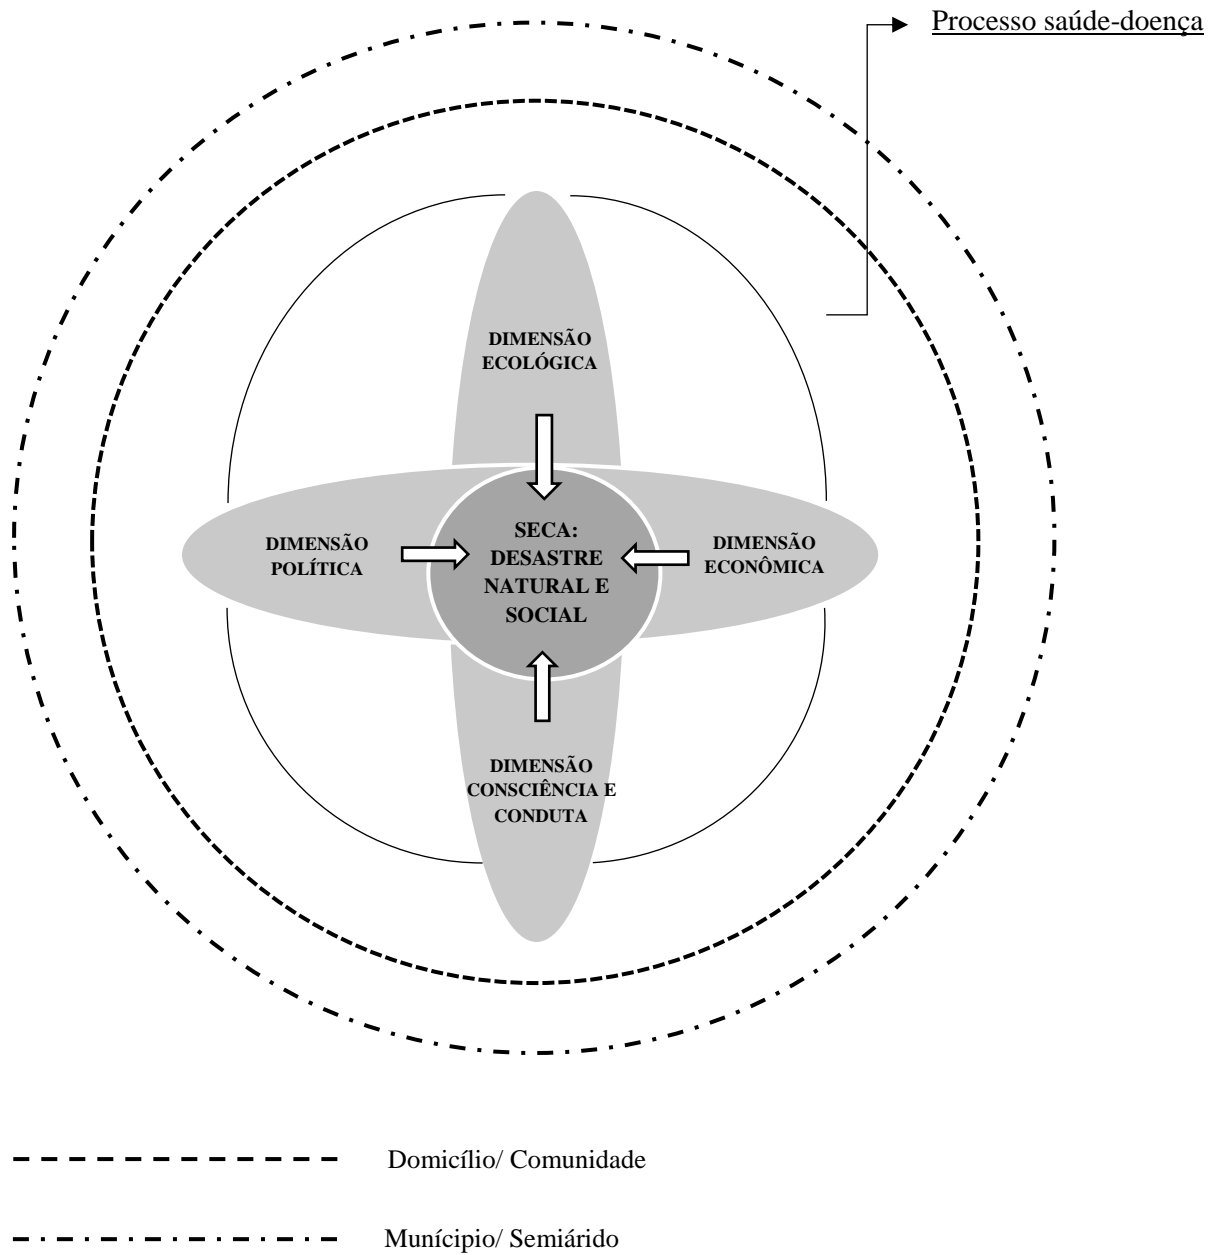 Processo saúde-doença
DIMENSÃO
ECOLÓGICA
SECA:
DESASTRE
NATURAL E
SOCIAL
DIMENSÃO
POLÍTICA
DIMENSÃO
ECONÔMICA
DIMENSÃO
CONSCIÊNCIA E
CONDUTA
Domicílio/ Comunidade
Munícipio/ Semiárido